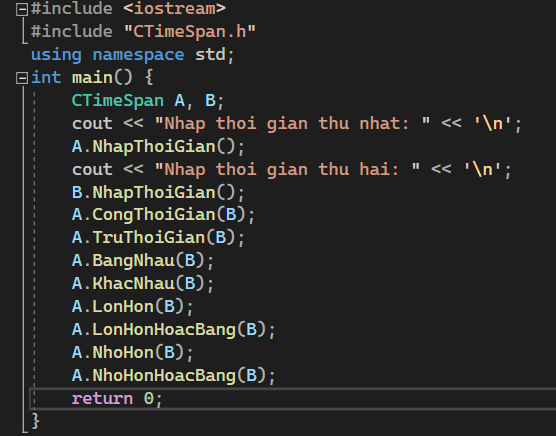 #include <iostream>
#include "CTimeSpan.h"
using namespace std;
int main() {
CTimeSpan A, B;
cout << "Nhap thoi gian thu nhat: " << '\n';
A.NhapThoiGian();
cout << "Nhap thoi gian thu hai: " << '\n';
B.NhapThoiGian();
A.CongThoiGian(B);
A.TruThoiGian(B);
A.BangNhau(B);
A.KhacNhau(B);
A.LonHon(B);
A.LonHonHoacBang(B);
A.NhoHon(B);
A.NhoHonHoacBang(B);
return 0;
}